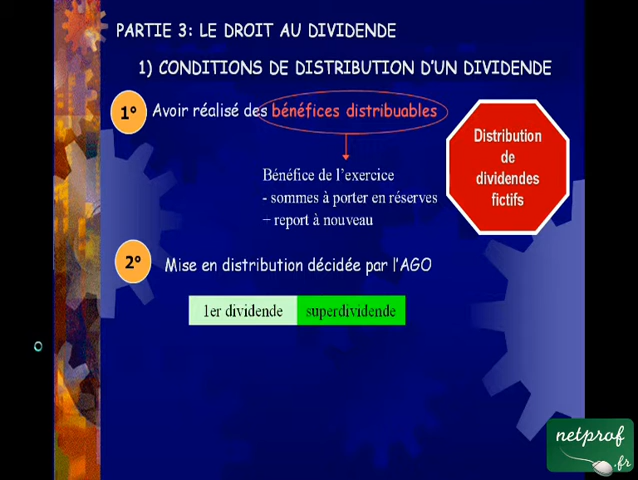 PARTIE 3: LE DROIT AU DIVIDENDE
1) CONDITIONS DE DISTRIBUTION D'UN DIVIDENDE
1° Avoir réalisé des bénéfices distribuables
Bénéfice de l'exercice
- sommes à porter en réserves
+ report à nouveau
Distribution
de
dividendes
fictifs
2° Mise en distribution décidée par l'AGO
1er dividende superdividende
netprof
.fr